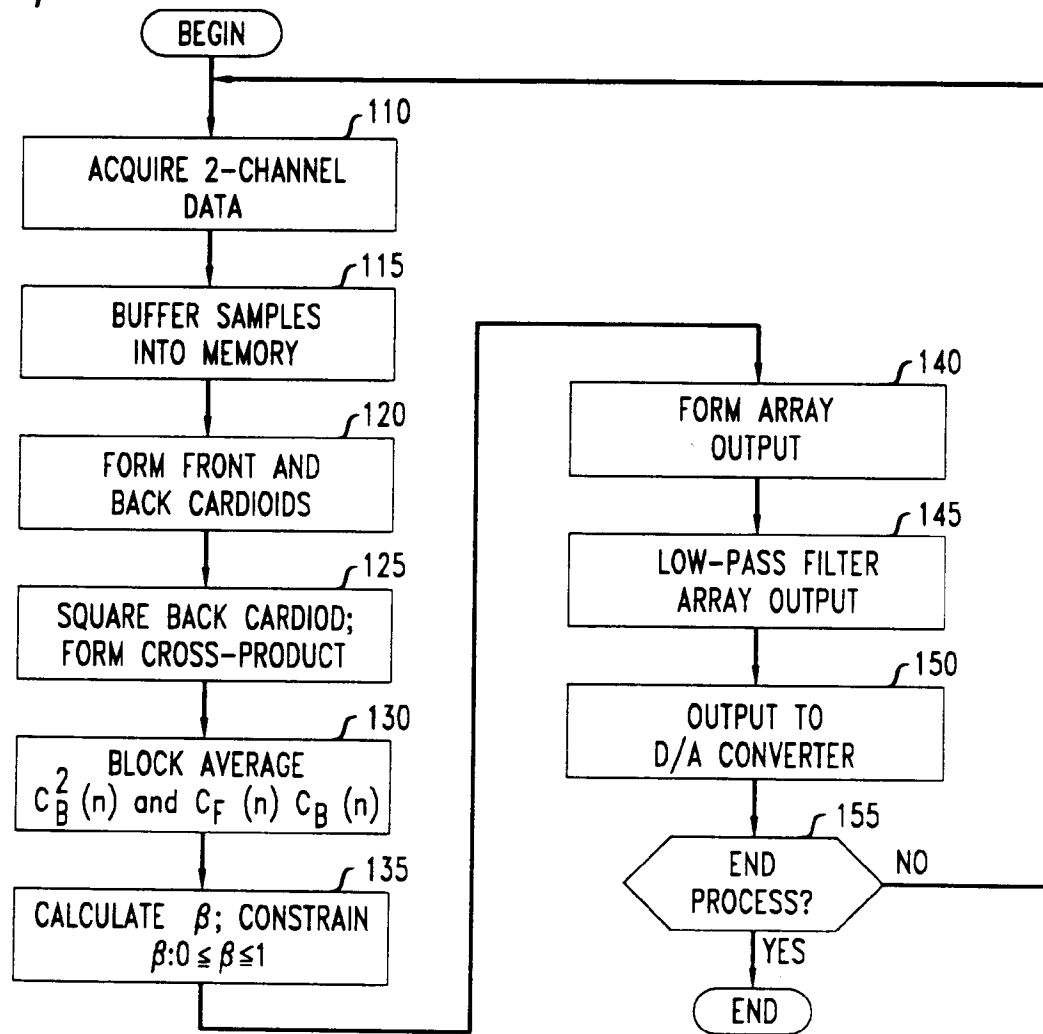 BEGIN
110
ACQUIRE 2-CHANNEL
DATA
115
BUFFER SAMPLES
INTO MEMORY
120
FORM FRONT AND
BACK CARDIOIDS
125
SQUARE BACK CARDIOD;
FORM CROSS-PRODUCT
130
BLOCK AVERAGE
C_B^2 (n) and C_F (n) C_B (n)
135
CALCULATE β; CONSTRAIN
β:0 ≤ β ≤ 1
140
FORM ARRAY
OUTPUT
145
LOW-PASS FILTER
ARRAY OUTPUT
150
OUTPUT TO
D/A CONVERTER
155
END
PROCESS?
NO
YES
END